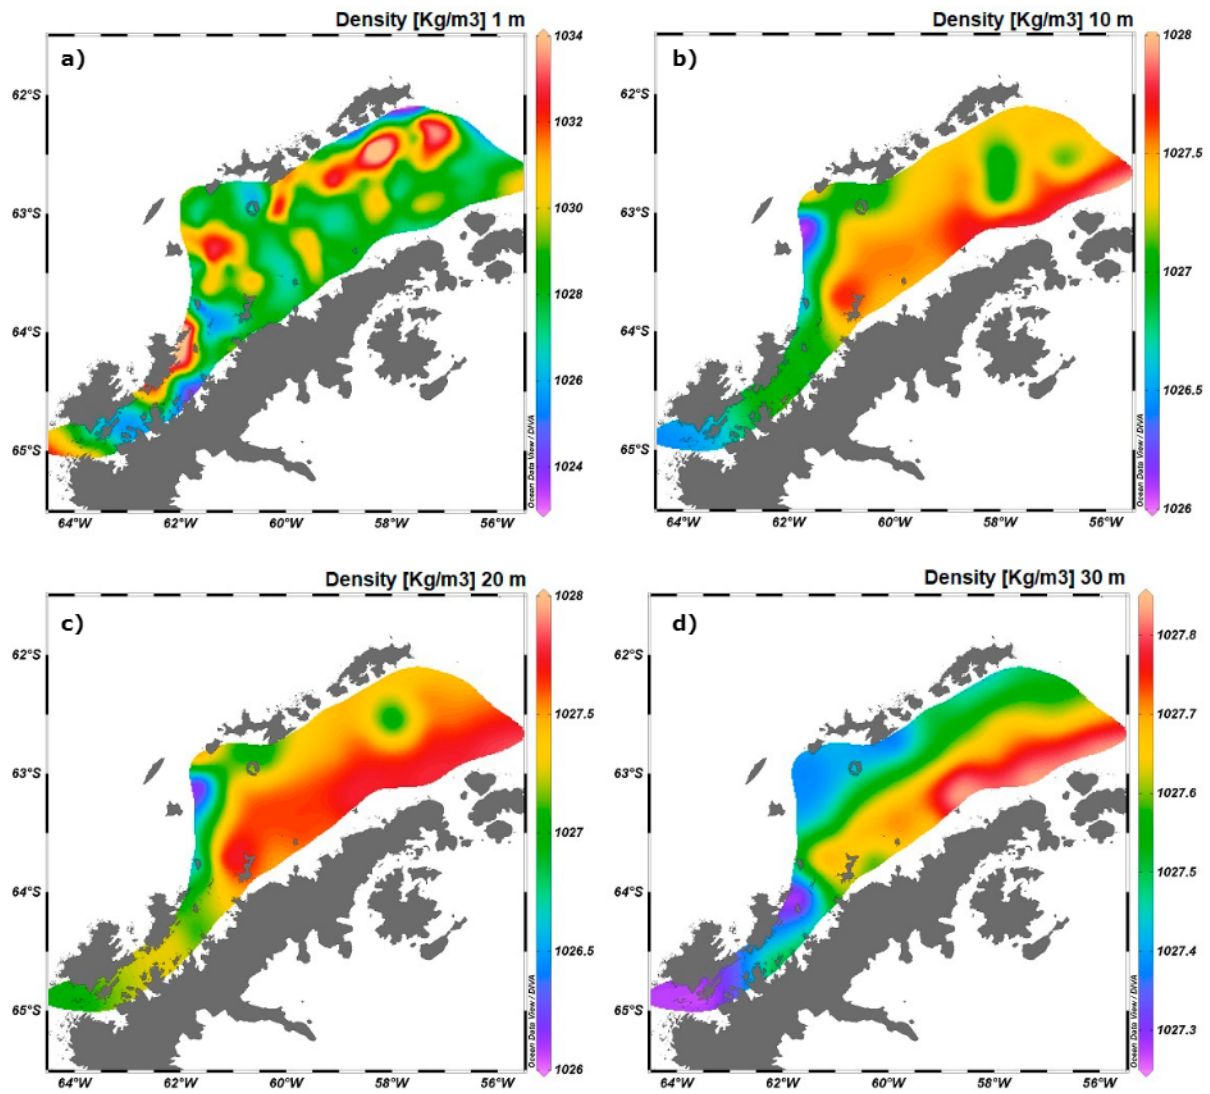 Density [Kg/m3] 1 m
a)
62°S
63°S
64°S
65°S
64°W 62°W 60°W 58°W 56°W
1034
1032
1030
1028
1026
1024
Ocean Data View / DIVA
Density [Kg/m3] 10 m
b)
62°S
63°S
64°S
65°S
64°W 62°W 60°W 58°W 56°W
1028
1027.5
1027
1026.5
1026
Ocean Data View / DIVA
Density [Kg/m3] 20 m
c)
62°S
63°S
64°S
65°S
64°W 62°W 60°W 58°W 56°W
1028
1027.5
1027
1026.5
1026
Ocean Data View / DIVA
Density [Kg/m3] 30 m
d)
62°S
63°S
64°S
65°S
64°W 62°W 60°W 58°W 56°W
1027.8
1027.7
1027.6
1027.5
1027.4
1027.3
Ocean Data View / DIVA